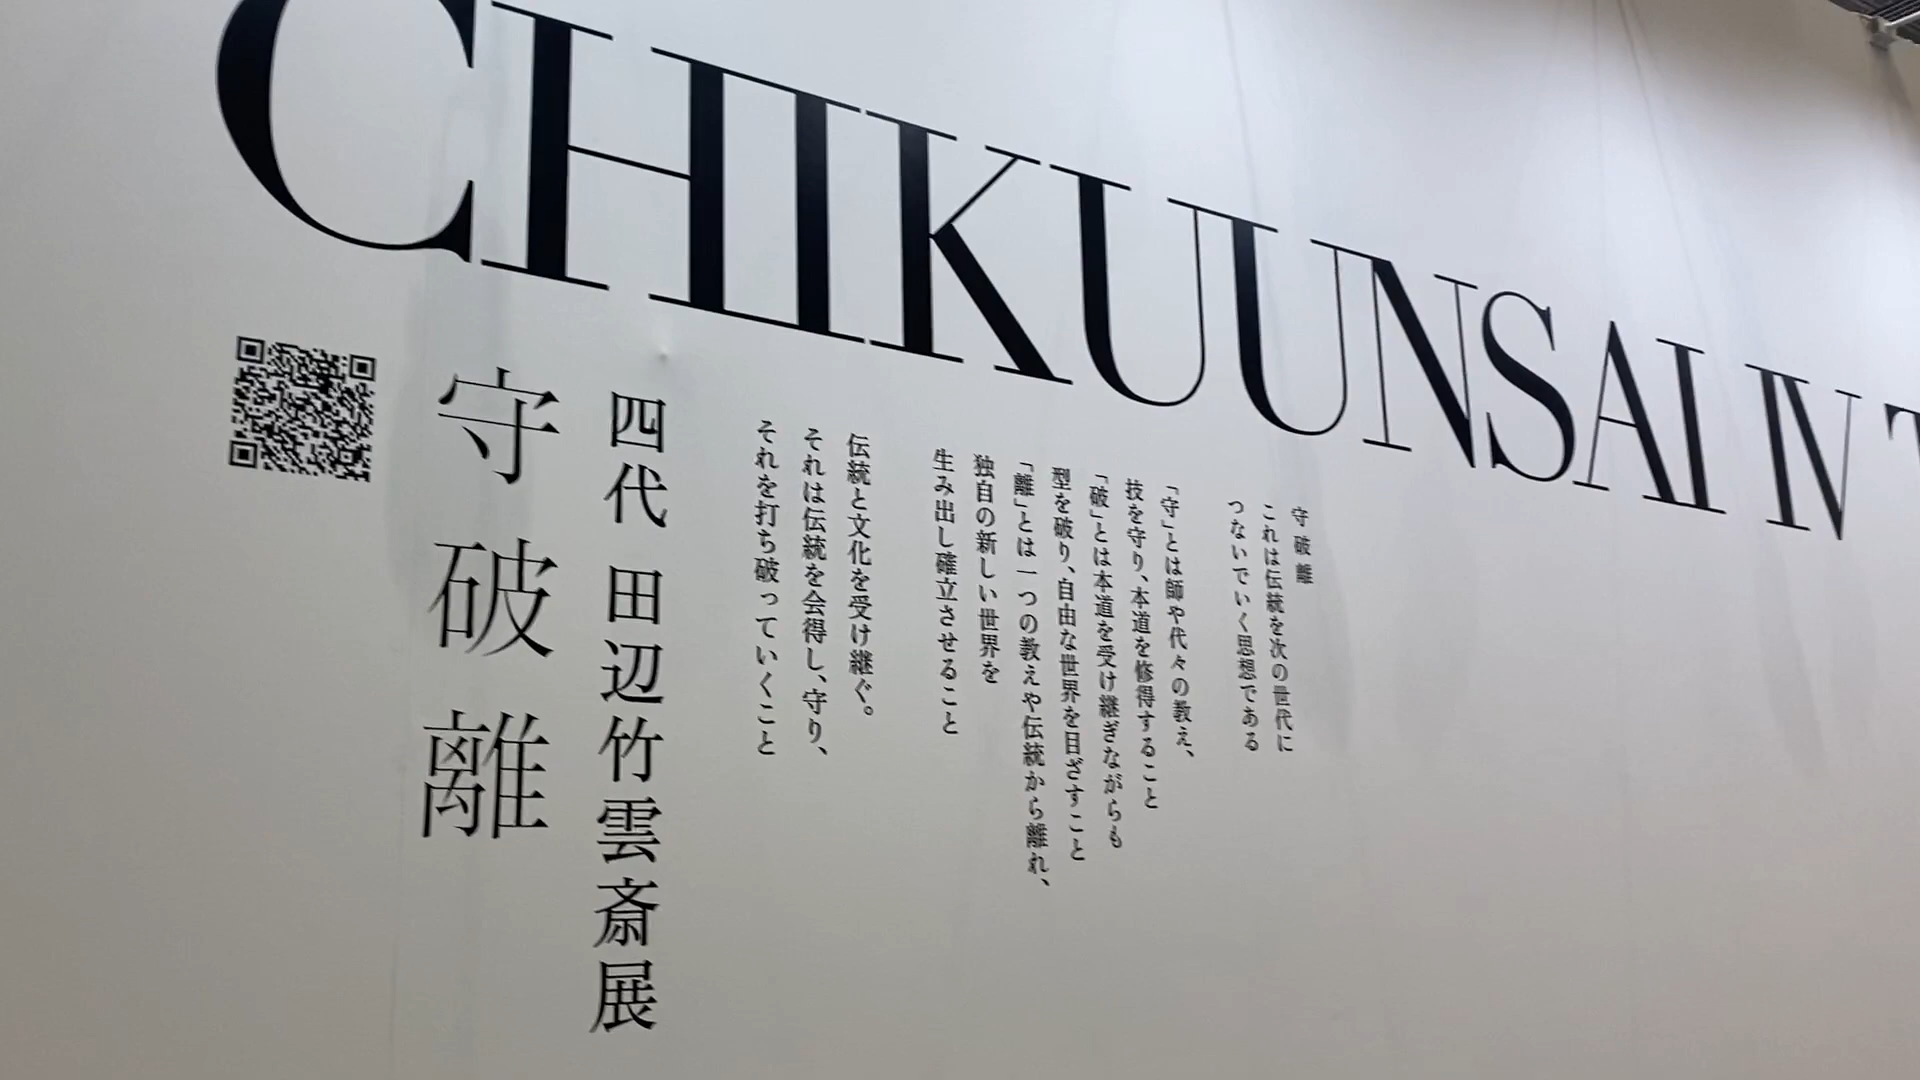 CHIKUUNSAI IV T
守破離
これは伝統を次の世代に
つないでいく思想である
「守」とは師や代々の教え、
技を守り、本道を修得すること
「破」とは本道を受け継ぎながらも
型を破り、自由な世界を目ざすこと
「離」とは一つの教えや伝統から離れ、
独自の新しい世界を
生み出し確立させること
伝統と文化を受け継ぐ。
それは伝統を会得し、守り、
それを打ち破っていくこと
四代 田辺竹雲斎展
守破離